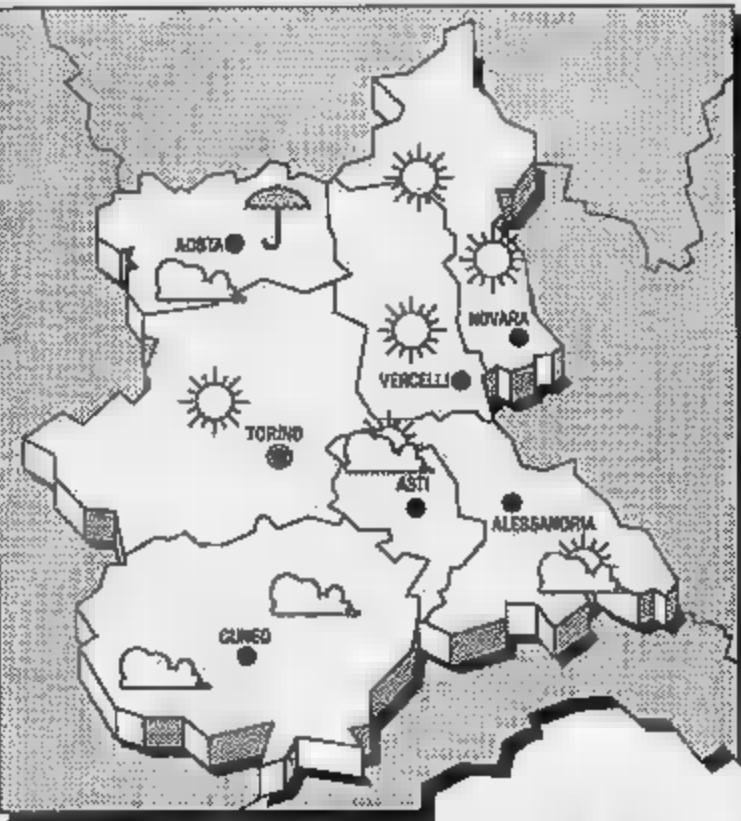 AOSTA
NOVARA
VERCELLI
TORINO
ASTI
ALESSANDRIA
CUNEO